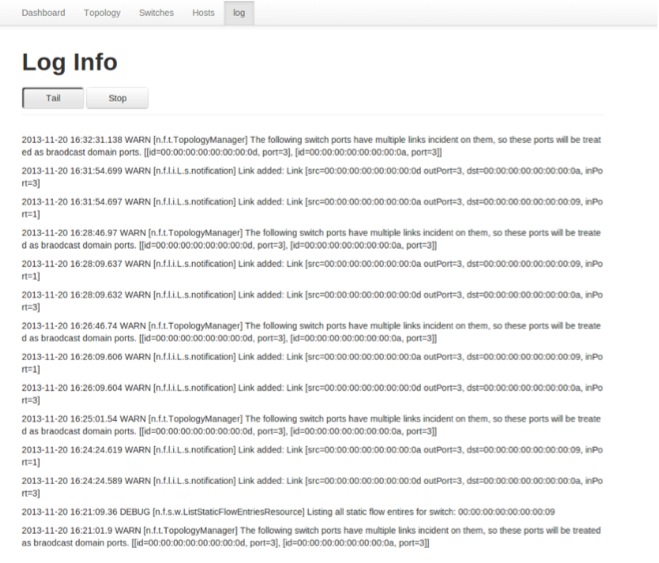 Dashboard Topology Switches Hosts log
Log Info
Tail Stop
2013-11-20 16:32:31.138 WARN [n.f.t.TopologyManager] The following switch ports have multiple links incident on them, so these ports will be treat
ed as braodcast domain ports. [[id=00:00:00:00:00:00:00:0d, port=3], [id=00:00:00:00:00:00:00:0a, port=3]]
2013-11-20 16:31:54.699 WARN [n.f.l.i.L.s.notification] Link added: Link [src=00:00:00:00:00:00:00:0d outPort=3, dst=00:00:00:00:00:00:00:0a, inPo
rt=3]
2013-11-20 16:31:54.697 WARN [n.f.l.i.L.s.notification] Link added: Link [src=00:00:00:00:00:00:00:0a outPort=3, dst=00:00:00:00:00:00:00:09, inPo
rt=1]
2013-11-20 16:28:46.97 WARN [n.f.t.TopologyManager] The following switch ports have multiple links incident on them, so these ports will be treate
d as braodcast domain ports. [[id=00:00:00:00:00:00:00:0d, port=3], [id=00:00:00:00:00:00:00:0a, port=3]]
2013-11-20 16:28:09.637 WARN [n.f.l.i.L.s.notification] Link added: Link [src=00:00:00:00:00:00:00:0a outPort=3, dst=00:00:00:00:00:00:00:09, inPo
rt=1]
2013-11-20 16:28:09.632 WARN [n.f.l.i.L.s.notification] Link added: Link [src=00:00:00:00:00:00:00:0d outPort=3, dst=00:00:00:00:00:00:00:0a, inPo
rt=3]
2013-11-20 16:26:46.74 WARN [n.f.t.TopologyManager] The following switch ports have multiple links incident on them, so these ports will be treate
d as braodcast domain ports. [[id=00:00:00:00:00:00:00:0d, port=3], [id=00:00:00:00:00:00:00:0a, port=3]]
2013-11-20 16:26:09.606 WARN [n.f.l.i.L.s.notification] Link added: Link [src=00:00:00:00:00:00:00:0a outPort=3, dst=00:00:00:00:00:00:00:09, inPo
rt=1]
2013-11-20 16:26:09.604 WARN [n.f.l.i.L.s.notification] Link added: Link [src=00:00:00:00:00:00:00:0d outPort=3, dst=00:00:00:00:00:00:00:0a, inPo
rt=3]
2013-11-20 16:25:01.54 WARN [n.f.t.TopologyManager] The following switch ports have multiple links incident on them, so these ports will be treate
d as braodcast domain ports. [[id=00:00:00:00:00:00:00:0d, port=3], [id=00:00:00:00:00:00:00:0a, port=3]]
2013-11-20 16:24:24.619 WARN [n.f.l.i.L.s.notification] Link added: Link [src=00:00:00:00:00:00:00:0a outPort=3, dst=00:00:00:00:00:00:00:09, inPo
rt=1]
2013-11-20 16:24:24.589 WARN [n.f.l.i.L.s.notification] Link added: Link [src=00:00:00:00:00:00:00:0d outPort=3, dst=00:00:00:00:00:00:00:0a, inPo
rt=3]
2013-11-20 16:21:09.36 DEBUG [n.f.s.w.ListStaticFlowEntriesResource] Listing all static flow entires for switch: 00:00:00:00:00:00:00:09
2013-11-20 16:21:01.9 WARN [n.f.t.TopologyManager] The following switch ports have multiple links incident on them, so these ports will be treated
as braodcast domain ports. [[id=00:00:00:00:00:00:00:0d, port=3], [id=00:00:00:00:00:00:00:0a, port=3]]